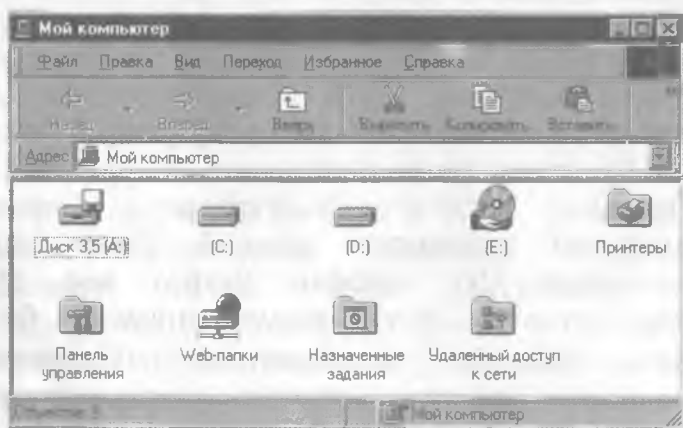 Мой компьютер
Файл Правка Вид Переход Избранное Справка
Назад Вперед Вверх Вырезать Копировать Вставить
Адрес Мой компьютер
Диск 3,5 (A:) (C:) (D:) (E:) Принтеры
Панель управления Web-папки Назначенные задания Удаленный доступ к сети
Мой компьютер